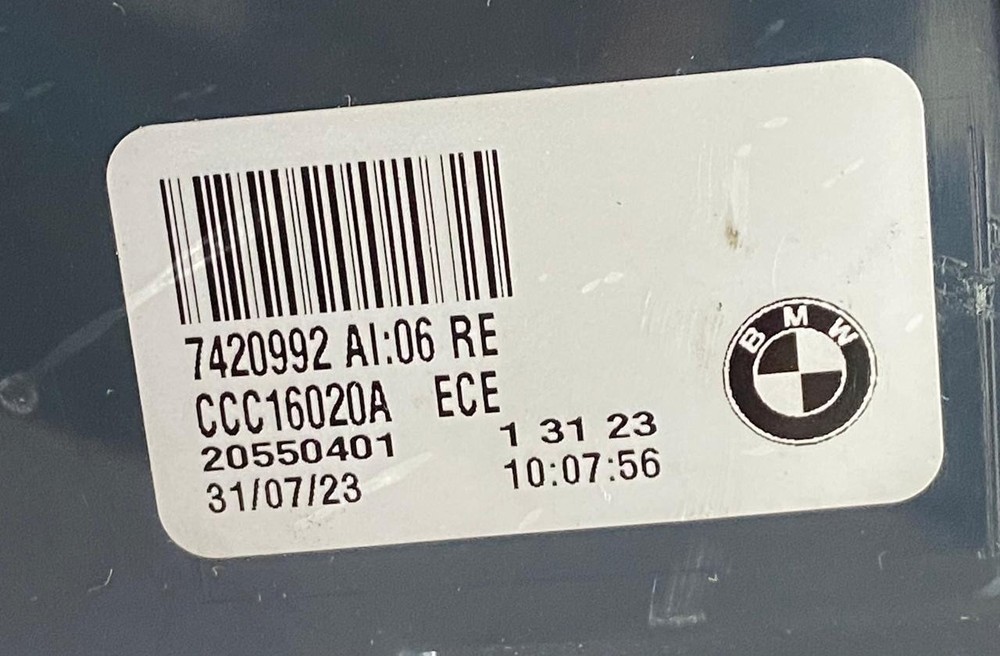 7420992 AI:06 RE
CCC16020A ECE
20550401 1 31 23
31/07/23 10:07:56
BMW